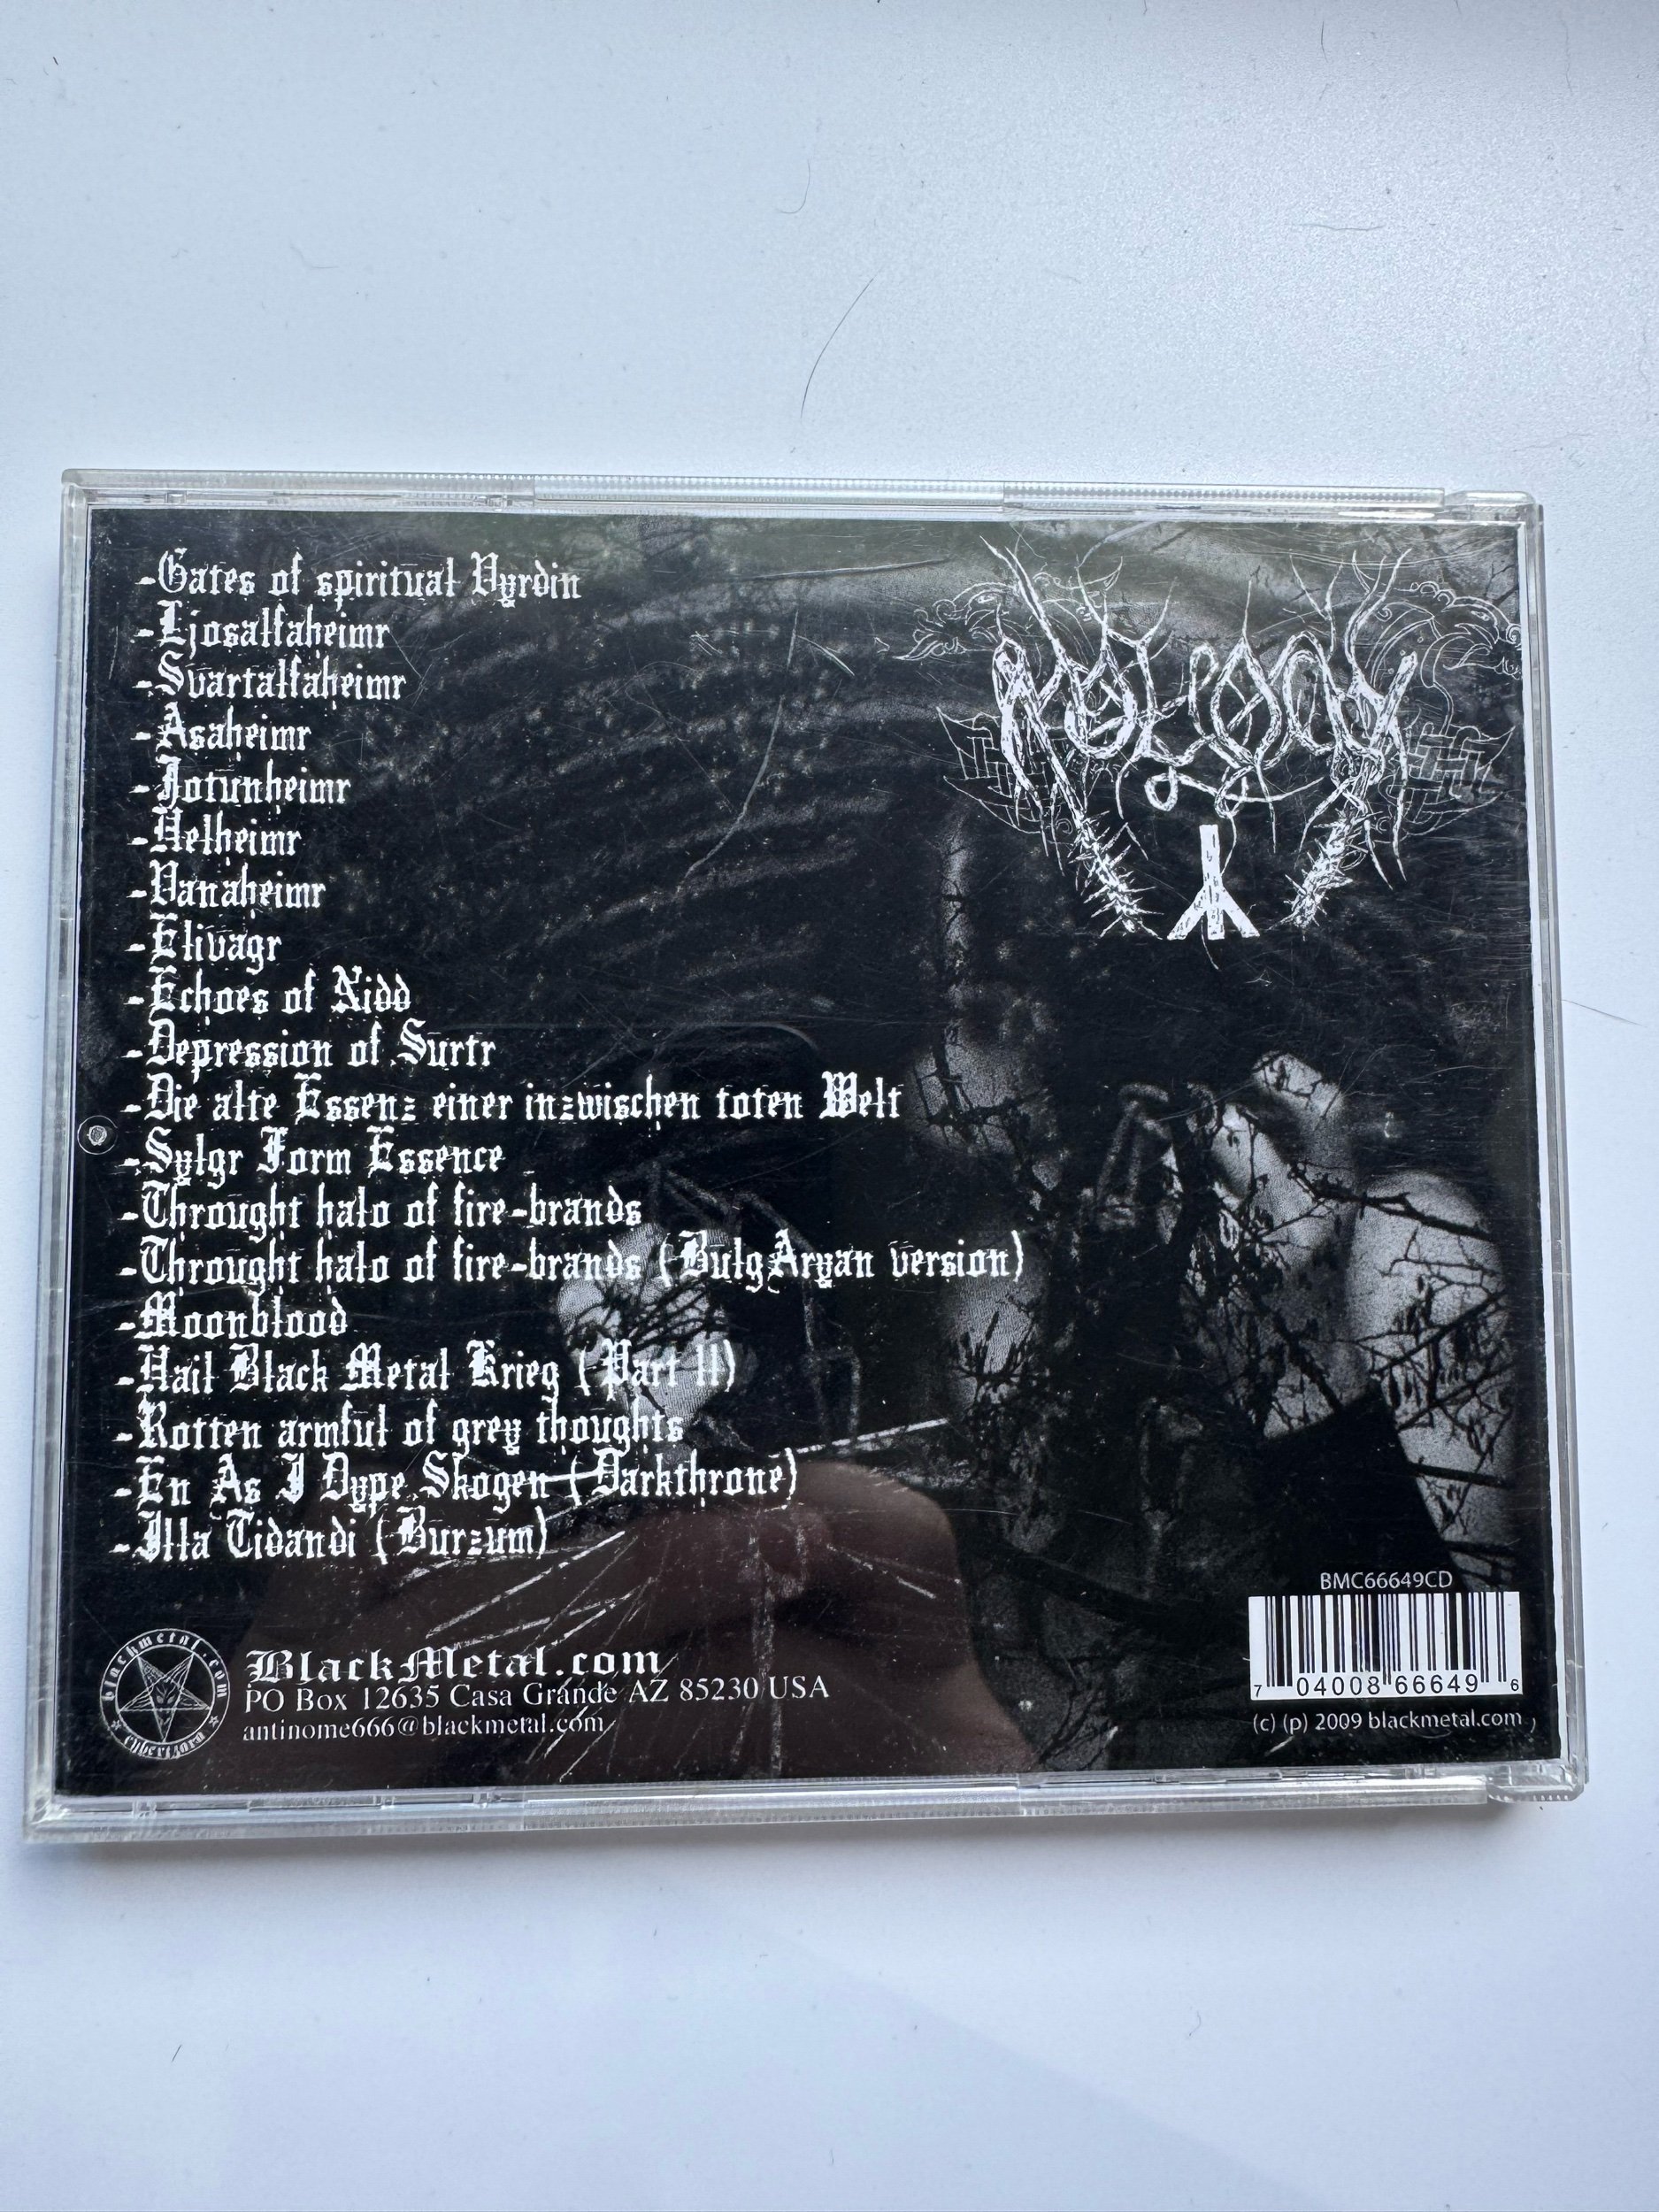 -Gates of spiritual Vyrdin
-Ljosalfaheimr
-Svartalfaheimr
-Asaheimr
-Jotunheimr
-Helheimr
-Vanaheimr
-Elivagr
-Echoes of Nidd
-Depression of Surtr
-Die alte Essenz einer inzwischen toten Welt
-Sylgr Form Essence
-Throught halo of fire-brands
-Throught halo of fire-brands (BulgAryan version)
-Moonblood
-Hail Black Metal Krieg (Part II)
-Rotten armful of grey thoughts
-En As I Dype Skogen (Darkthrone)
-Illa Tidandi (Burzum)
MOLOCH
blackmetal.com
BlackMetal.com
PO Box 12635 Casa Grande AZ 85230 USA
antinome666@blackmetal.com
BMC66649CD
7 04008 66649 6
(c) (p) 2009 blackmetal.com